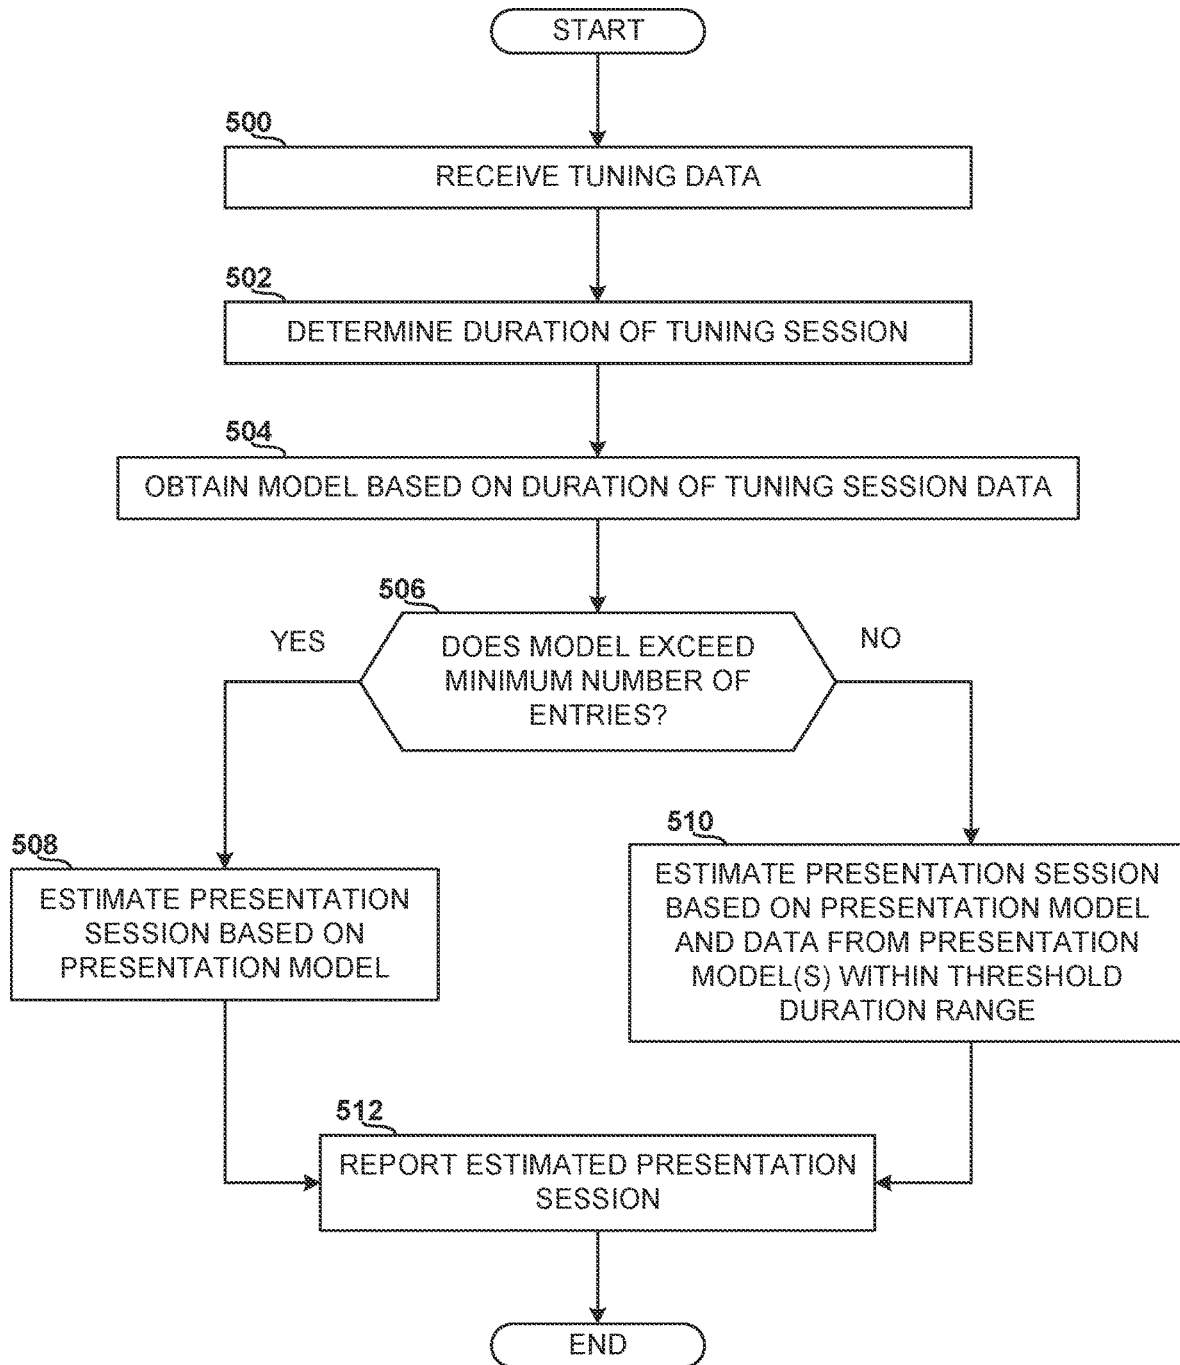 START
500
RECEIVE TUNING DATA
502
DETERMINE DURATION OF TUNING SESSION
504
OBTAIN MODEL BASED ON DURATION OF TUNING SESSION DATA
506
YES
DOES MODEL EXCEED
MINIMUM NUMBER OF
ENTRIES?
NO
508
ESTIMATE PRESENTATION
SESSION BASED ON
PRESENTATION MODEL
510
ESTIMATE PRESENTATION SESSION
BASED ON PRESENTATION MODEL
AND DATA FROM PRESENTATION
MODEL(S) WITHIN THRESHOLD
DURATION RANGE
512
REPORT ESTIMATED PRESENTATION
SESSION
END